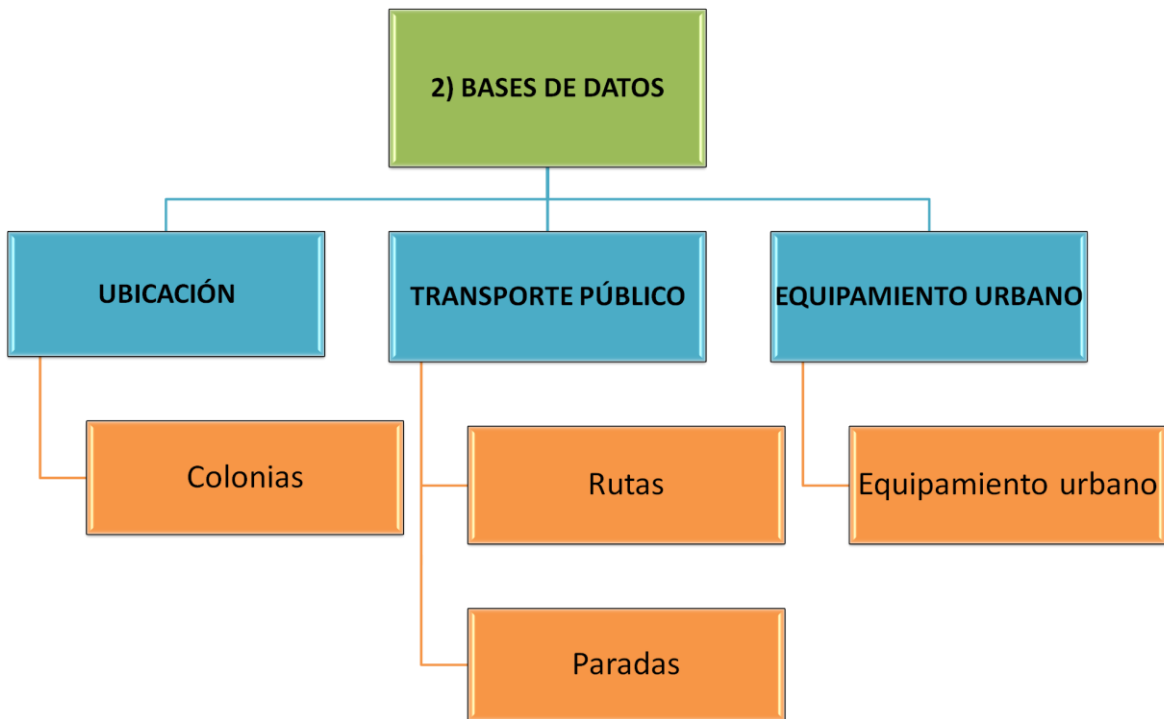 2) BASES DE DATOS
UBICACIÓN
TRANSPORTE PÚBLICO
EQUIPAMIENTO URBANO
Colonias
Rutas
Equipamiento urbano
Paradas